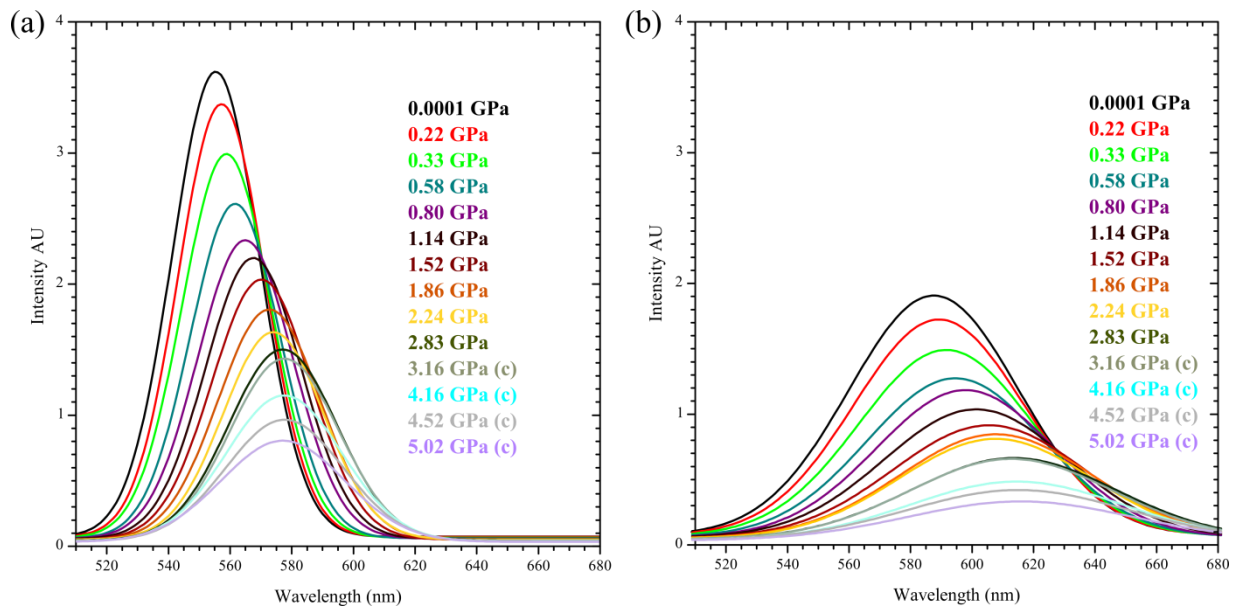 (a)
4
3
2
1
0
Intensity AU
0.0001 GPa
0.22 GPa
0.33 GPa
0.58 GPa
0.80 GPa
1.14 GPa
1.52 GPa
1.86 GPa
2.24 GPa
2.83 GPa
3.16 GPa (c)
4.16 GPa (c)
4.52 GPa (c)
5.02 GPa (c)
520 540 560 580 600 620 640 660 680
Wavelength (nm)
(b)
4
3
2
1
0
Intensity AU
0.0001 GPa
0.22 GPa
0.33 GPa
0.58 GPa
0.80 GPa
1.14 GPa
1.52 GPa
1.86 GPa
2.24 GPa
2.83 GPa
3.16 GPa (c)
4.16 GPa (c)
4.52 GPa (c)
5.02 GPa (c)
520 540 560 580 600 620 640 660 680
Wavelength (nm)